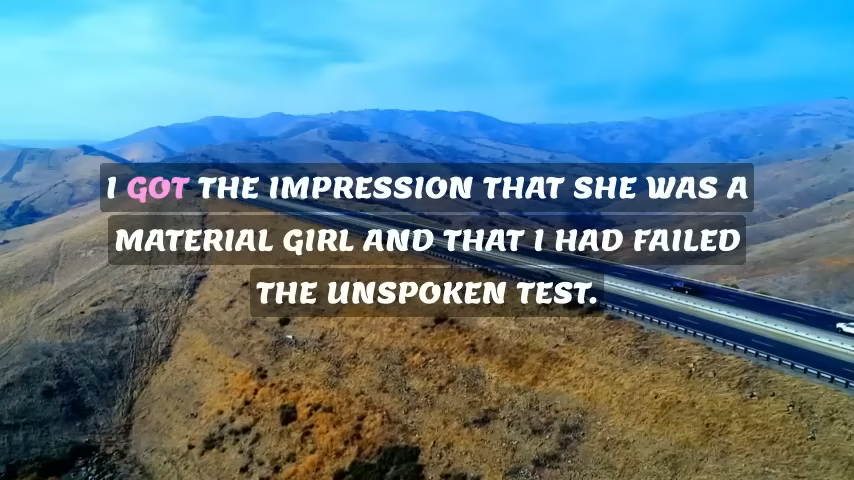 I GOT THE IMPRESSION THAT SHE WAS A
MATERIAL GIRL AND THAT I HAD FAILED
THE UNSPOKEN TEST.